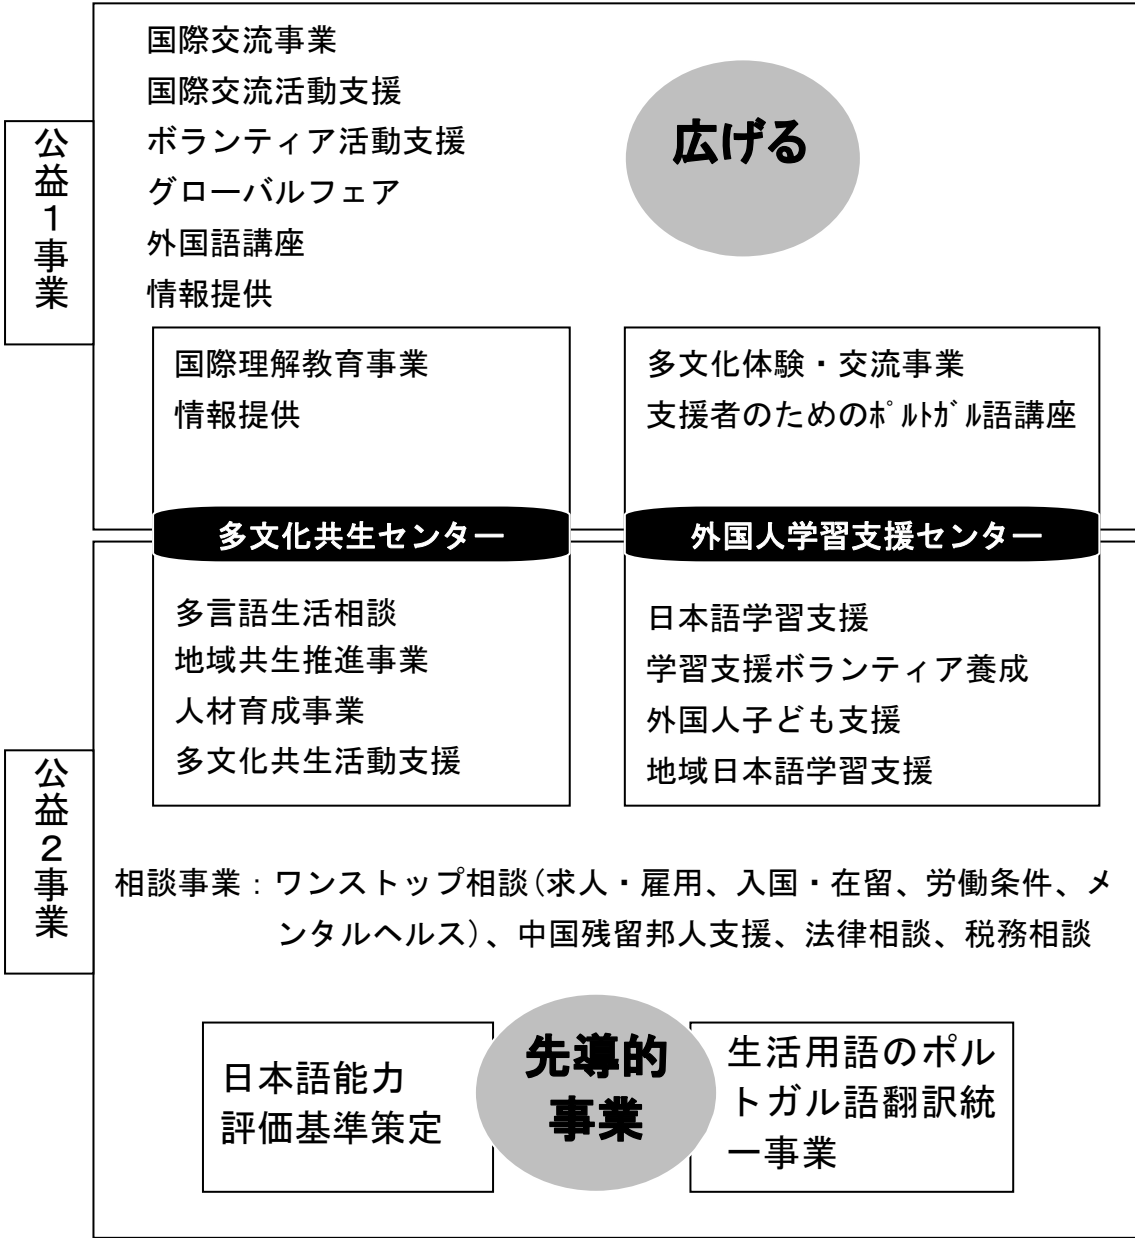 公益１事業
国際交流事業
国際交流活動支援
ボランティア活動支援
グローバルフェア
外国語講座
情報提供
広げる
国際理解教育事業
情報提供
多文化体験・交流事業
支援者のためのﾎﾟﾙﾄｶﾞﾙ語講座
多文化共生センター
外国人学習支援センター
公益２事業
多言語生活相談
地域共生推進事業
人材育成事業
多文化共生活動支援
日本語学習支援
学習支援ボランティア養成
外国人子ども支援
地域日本語学習支援
相談事業：ワンストップ相談(求人・雇用、入国・在留、労働条件、メ
ンタルヘルス)、中国残留邦人支援、法律相談、税務相談
日本語能力
評価基準策定
先導的
事業
生活用語のポル
トガル語翻訳統
一事業